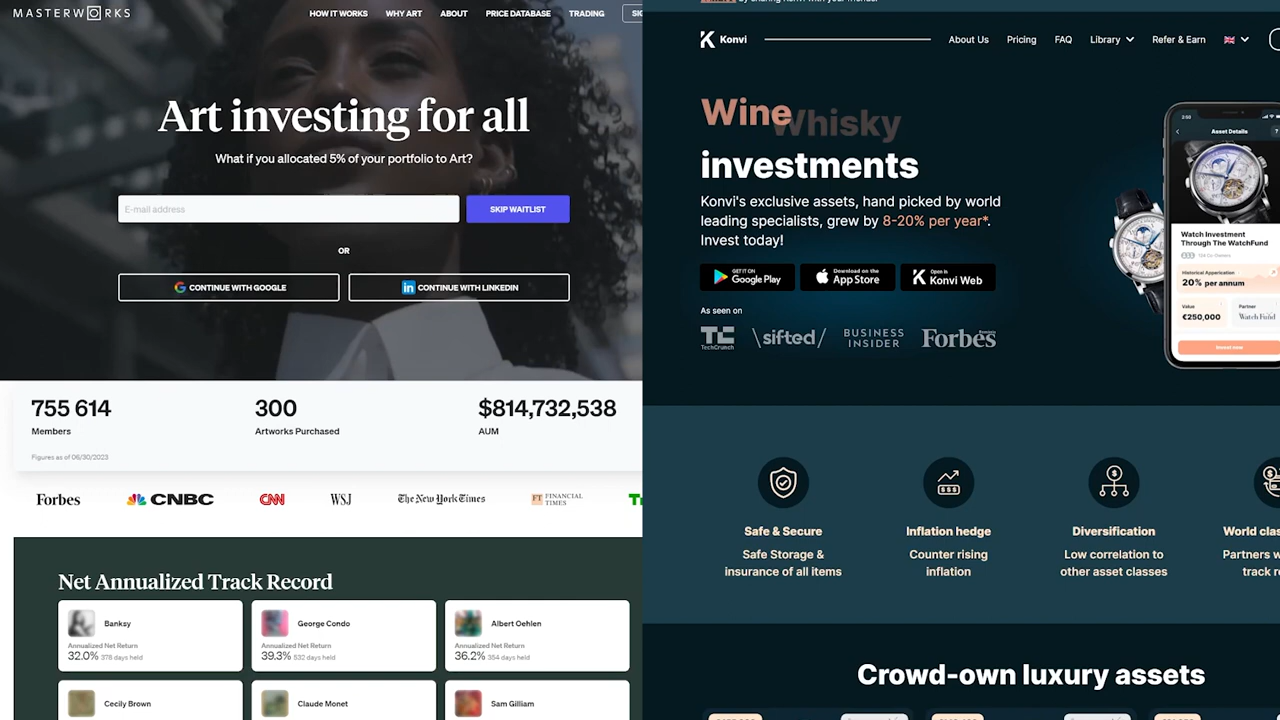 MASTERWORKS
HOW IT WORKS WHY ART ABOUT PRICE DATABASE TRADING
Art investing for all
What if you allocated 5% of your portfolio to Art?
E-mail address
SKIP WAITLIST
OR
CONTINUE WITH GOOGLE
CONTINUE WITH LINKEDIN
755 614
Members
300
Artworks Purchased
$814,732,538
AUM
Figures as of 06/30/2023
Forbes
CNBC
CNN
WSJ
The New York Times
FT FINANCIAL
TIMES
Net Annualized Track Record
Banksy
Annualized Net Return
32.0% 378 days held
George Condo
Annualized Net Return
39.3% 532 days held
Albert Oehlen
Annualized Net Return
36.2% 354 days held
Cecily Brown
Claude Monet
Sam Gilliam
Konvi
About Us Pricing FAQ Library Refer & Earn
Wine
Whisky
investments
Konvi's exclusive assets, hand picked by world
leading specialists, grew by 8-20% per year*.
Invest today!
GET IT ON
Google Play
Download on the
App Store
Open in
Konvi Web
As seen on
TC
TechCrunch
\sifted/
BUSINESS
INSIDER
Forbes
Asset Details
Watch Investment
Through The WatchFund
Historical Appreciation
20% per annum
Value
€250,000
Partner
Watch Fund
Invest now
Safe & Secure
Safe Storage &
insurance of all items
Inflation hedge
Counter rising
inflation
Diversification
Low correlation to
other asset classes
World clas
Partners w
track r
Crowd-own luxury assets